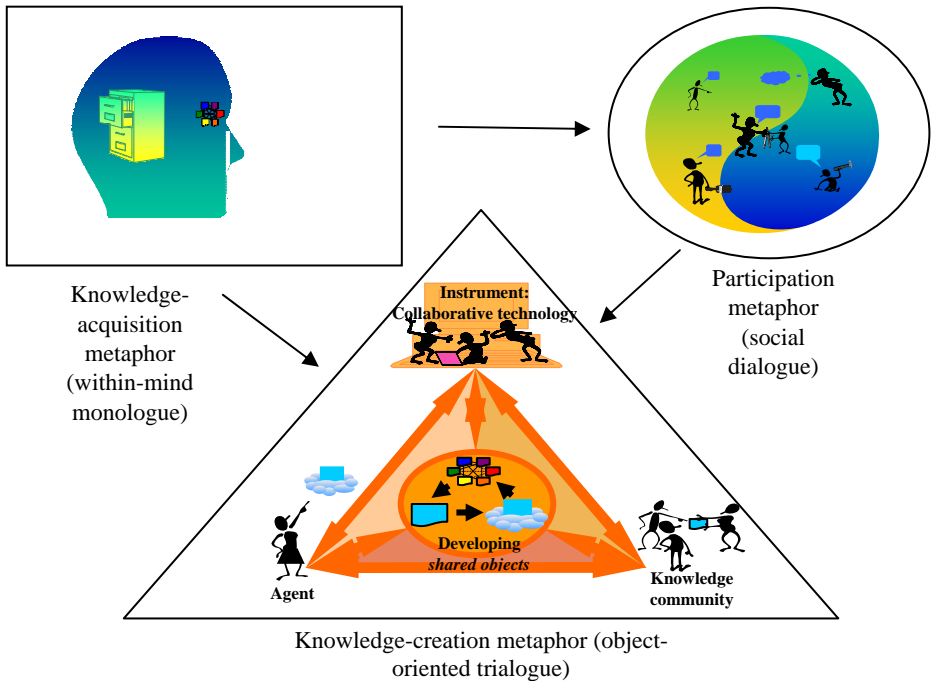 Knowledge-
acquisition
metaphor
(within-mind
monologue)
Participation
metaphor
(social
dialogue)
Instrument:
Collaborative technology
Developing
shared objects
Agent
Knowledge
community
Knowledge-creation metaphor (object-
oriented trialogue)